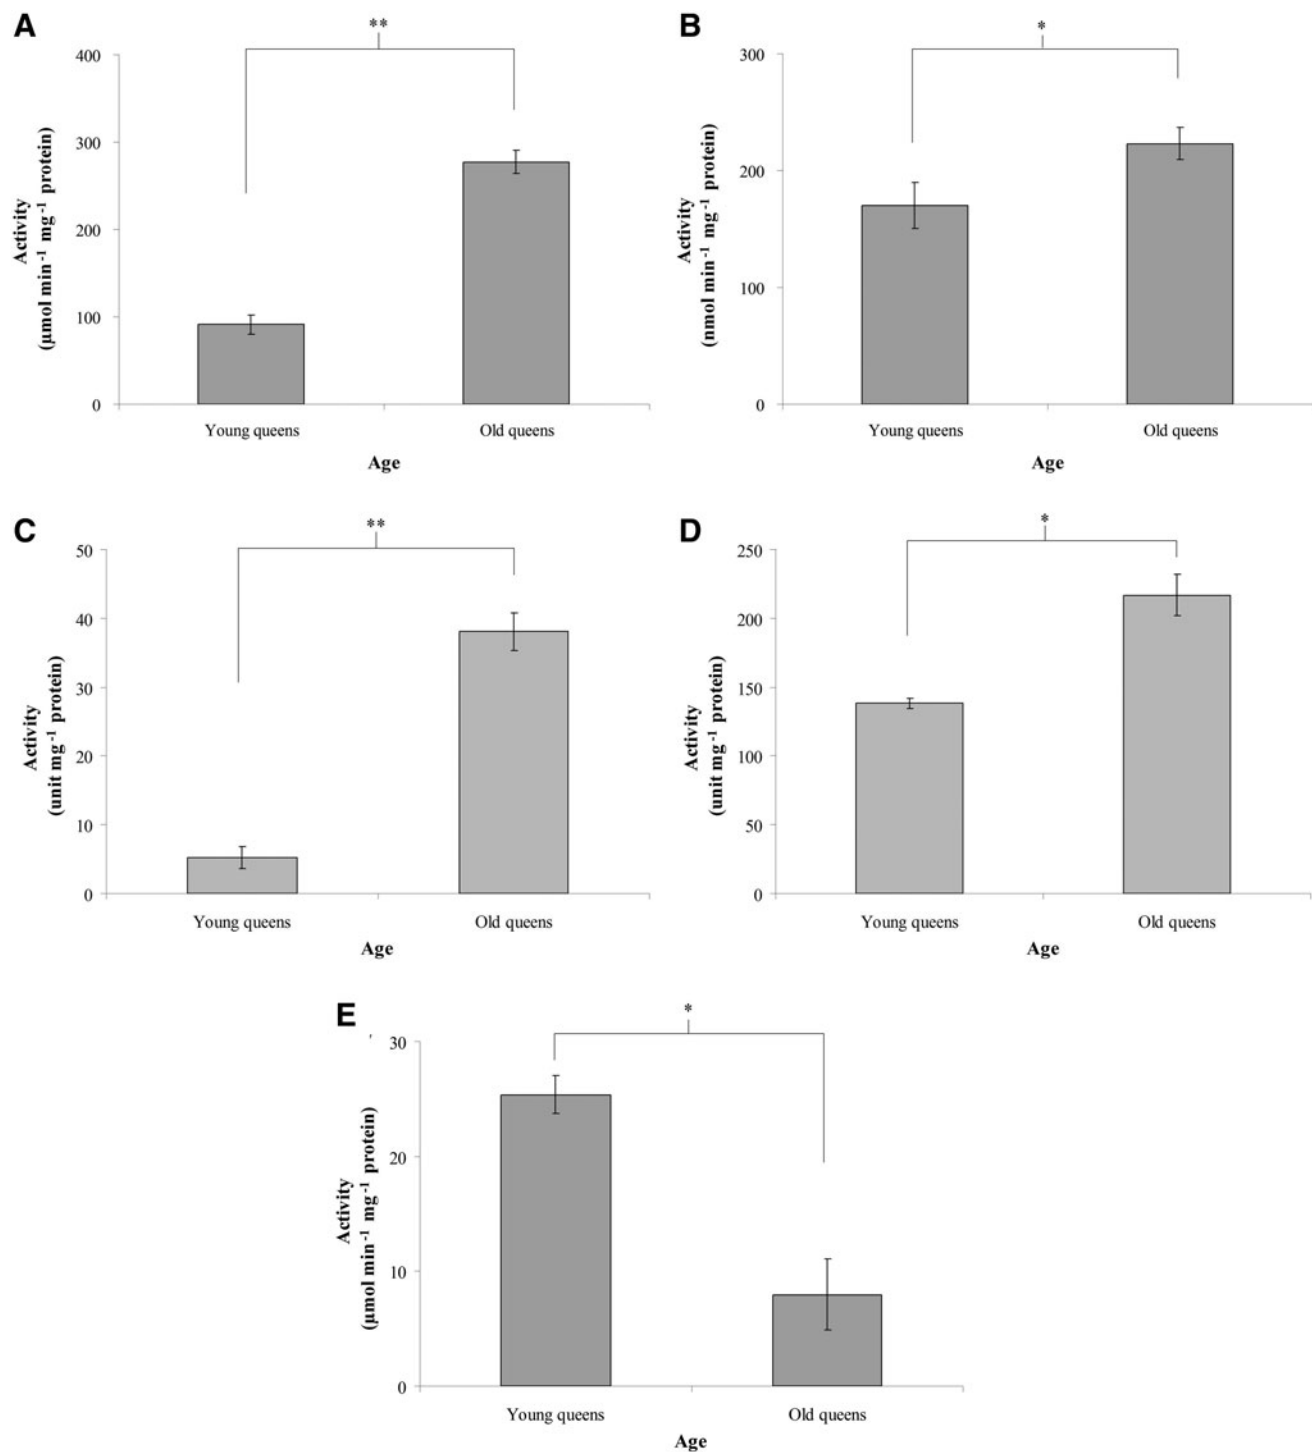 A
**
400
300
200
100
0
Activity
(µmol min-1 mg-1 protein)
Young queens
Old queens
Age
B
*
300
200
100
0
Activity
(nmol min-1 mg-1 protein)
Young queens
Old queens
Age
C
**
50
40
30
20
10
0
Activity
(unit mg-1 protein)
Young queens
Old queens
Age
D
*
250
200
150
100
50
0
Activity
(unit mg-1 protein)
Young queens
Old queens
Age
E
*
30
20
10
0
Activity
(µmol min-1 mg-1 protein)
Young queens
Old queens
Age